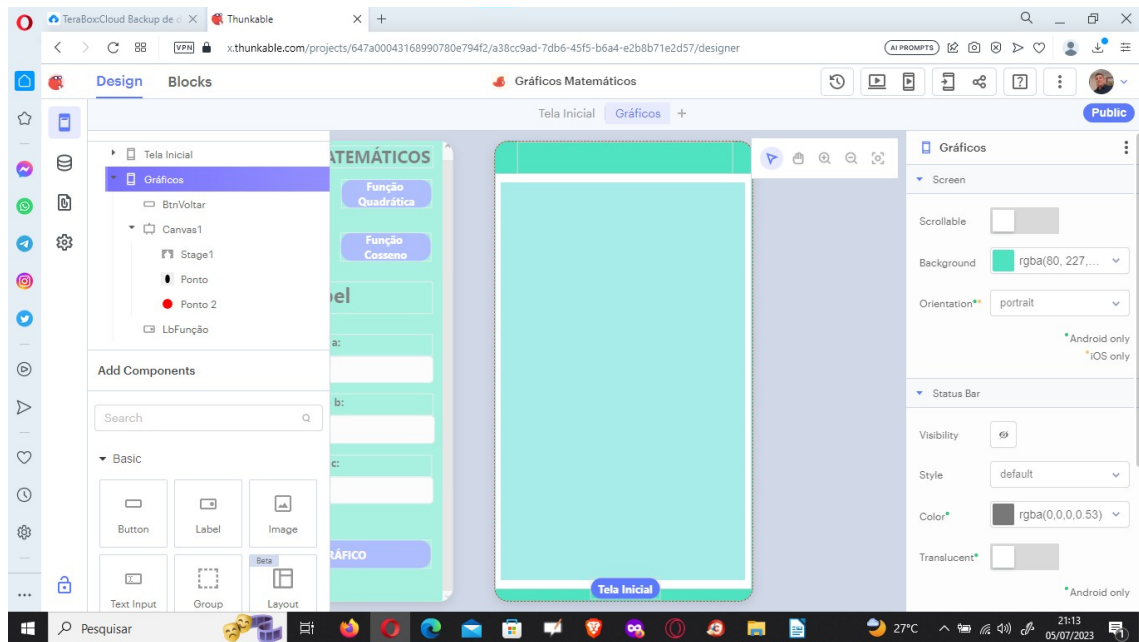 TeraBox:Cloud Backup de
Thunkable
VPN
x.thunkable.com/projects/647a00043168990780e794f2/a38cc9ad-7db6-45f5-b6a4-e2b8b71e2d57/designer
AI PROMPTS
Design
Blocks
Gráficos Matemáticos
Tela Inicial
Gráficos
+
Public
Tela Inicial
Gráficos
BtnVoltar
Canvas1
Stage1
Ponto
Ponto 2
LbFunção
Add Components
Search
Basic
Button
Label
Image
Beta
Text Input
Group
Layout
ATEMÁTICOS
Função
Quadrática
Função
Cosseno
el
a:
b:
c:
RÁFICO
Tela Inicial
Gráficos
Screen
Scrollable
Background
rgba(80, 227,...
Orientation**
portrait
*Android only
*iOS only
Status Bar
Visibility
Style
default
Color*
rgba(0,0,0,0.53)
Translucent*
*Android only
Pesquisar
27°C
21:13
05/07/2023